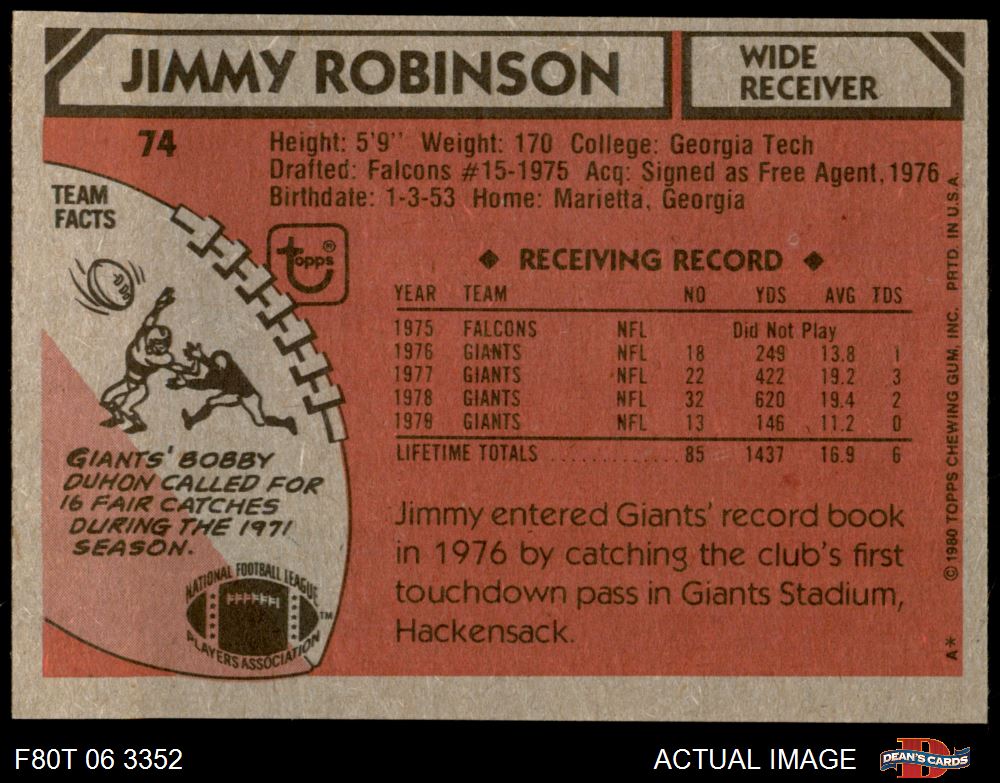 JIMMY ROBINSON
WIDE
RECEIVER
74
Height: 5'9'' Weight: 170 College: Georgia Tech
Drafted: Falcons #15-1975 Acq: Signed as Free Agent, 1976
Birthdate: 1-3-53 Home: Marietta, Georgia
TEAM
FACTS
topps®
◆ RECEIVING RECORD ◆
YEAR TEAM NO YDS AVG TDS
1975 FALCONS NFL Did Not Play
1976 GIANTS NFL 18 249 13.8 1
1977 GIANTS NFL 22 422 19.2 3
1978 GIANTS NFL 32 620 19.4 2
1979 GIANTS NFL 13 146 11.2 0
LIFETIME TOTALS ............ 85 1437 16.9 6
GIANTS' BOBBY
DUHON CALLED FOR
16 FAIR CATCHES
DURING THE 1971
SEASON.
NATIONAL FOOTBALL LEAGUE
PLAYERS ASSOCIATION
TM
Jimmy entered Giants' record book
in 1976 by catching the club's first
touchdown pass in Giants Stadium,
Hackensack.
A* © 1980 TOPPS CHEWING GUM, INC. PRTD. IN U.S.A.
F80T 06 3352
ACTUAL IMAGE
D
DEAN'S CARDS